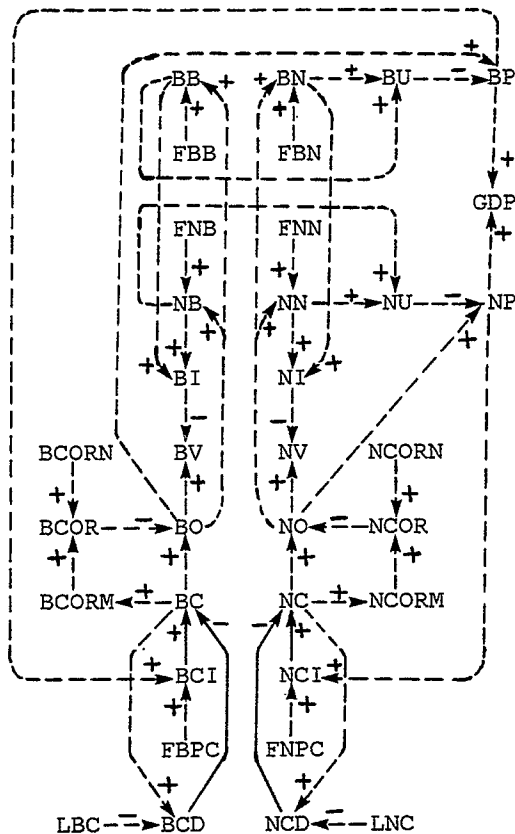 BB + + BN + BU − BP
+ + + +
FBB FBN
GDP
+
FNB FNN
+ + +
NB NN + NU − NP
+ + + + +
+ BI NI +
− −
BCORN BV NV NCORN
+ + + +
BCOR − BO NO − NCOR
+ + + +
BCORM + BC NC + NCORM
− −
+ + + +
BCI NCI +
+ +
FBPC FNPC
+ +
LBC − BCD NCD − LNC